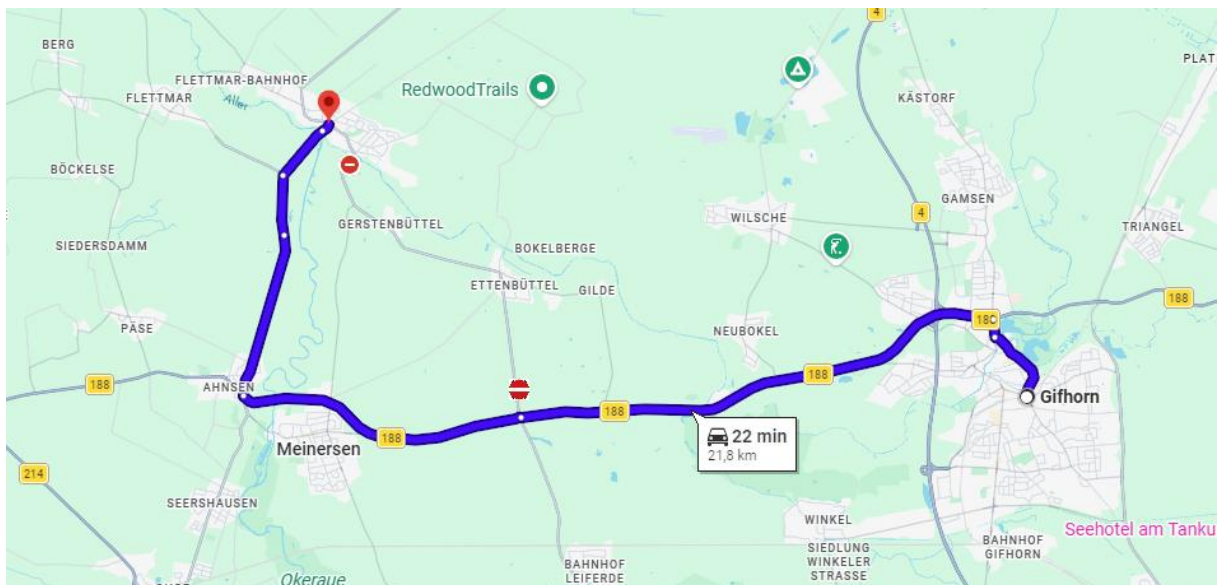 4
BERG
PLAT
FLETTMAR-BAHNHOF
RedwoodTrails
FLETTMAR
Aller
KÄSTORF
BÖCKELSE
GAMSEN
4
WILSCHE
GERSTENBÜTTEL
TRIANGEL
SIEDERSDAMM
BOKELBERGE
ETTENBÜTTEL
GILDE
188
PÄSE
NEUBOKEL
188
188
AHNSEN
Gifhorn
188
22 min
21,8 km
188
Meinersen
214
SEERSHAUSEN
WINKEL
Seehotel am Tanku
BAHNHOF
GIFHORN
SIEDLUNG
WINKELER
STRASSE
BAHNHOF
LEIFERDE
Okeraue